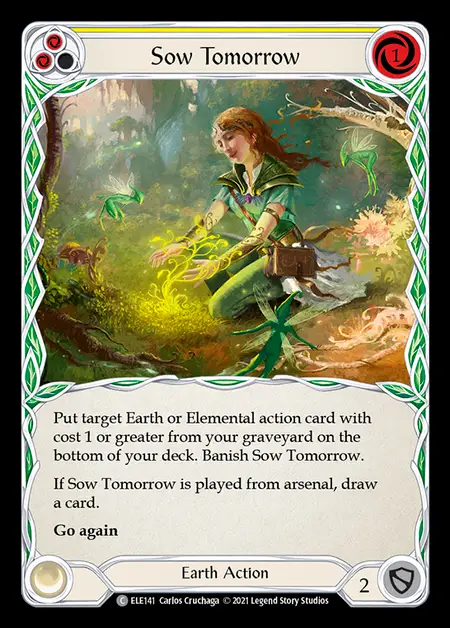 Sow Tomorrow
1
Put target Earth or Elemental action card with
cost 1 or greater from your graveyard on the
bottom of your deck. Banish Sow Tomorrow.
If Sow Tomorrow is played from arsenal, draw
a card.
Go again
Earth Action
2
C ELE141 Carlos Cruchaga © 2021 Legend Story Studios